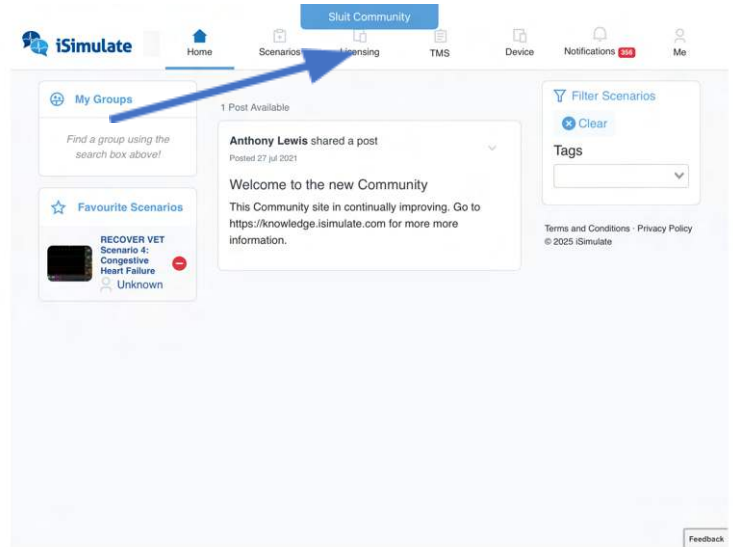 Sluit Community
iSimulate
Home
Scenarios
Licensing
TMS
Device
Notifications 356
Me
My Groups
Find a group using the
search box above!
Favourite Scenarios
RECOVER VET
Scenario 4:
Congestive
Heart Failure
Unknown
1 Post Available
Anthony Lewis shared a post
Posted 27 jul 2021
Welcome to the new Community
This Community site in continually improving. Go to
https://knowledge.isimulate.com for more more
information.
Filter Scenarios
Clear
Tags
Terms and Conditions · Privacy Policy
© 2025 iSimulate
Feedback